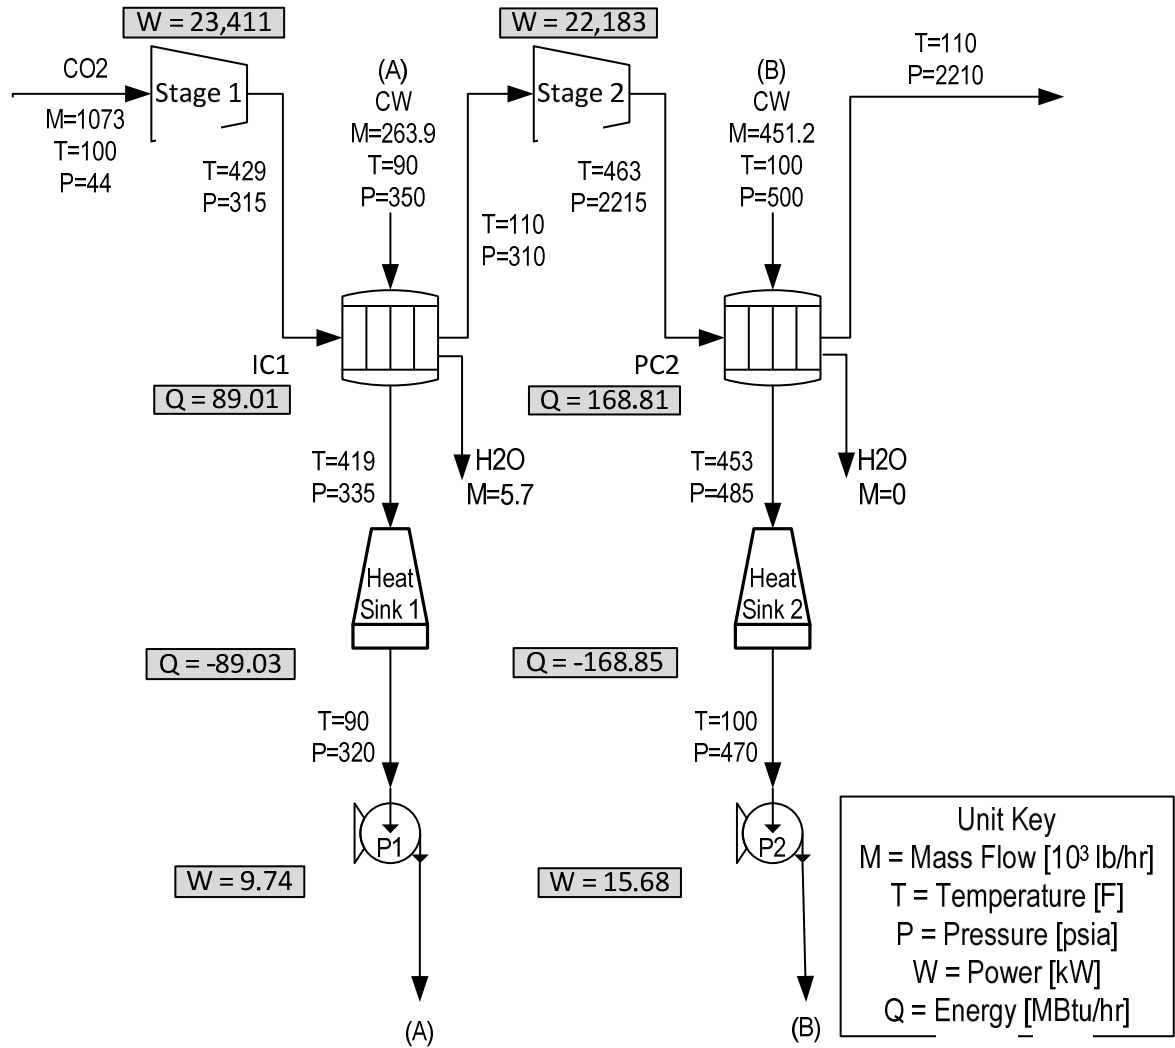 W = 23,411
W = 22,183
CO2
Stage 1
M=1073
T=100
P=44
T=429
P=315
(A)
CW
M=263.9
T=90
P=350
T=110
P=310
Stage 2
T=463
P=2215
(B)
CW
M=451.2
T=100
P=500
T=110
P=2210
IC1
Q = 89.01
PC2
Q = 168.81
T=419
P=335
H2O
M=5.7
T=453
P=485
H2O
M=0
Heat
Sink 1
Heat
Sink 2
Q = -89.03
Q = -168.85
T=90
P=320
T=100
P=470
P1
P2
W = 9.74
W = 15.68
(A)
(B)
Unit Key
M = Mass Flow [10³ lb/hr]
T = Temperature [F]
P = Pressure [psia]
W = Power [kW]
Q = Energy [MBtu/hr]